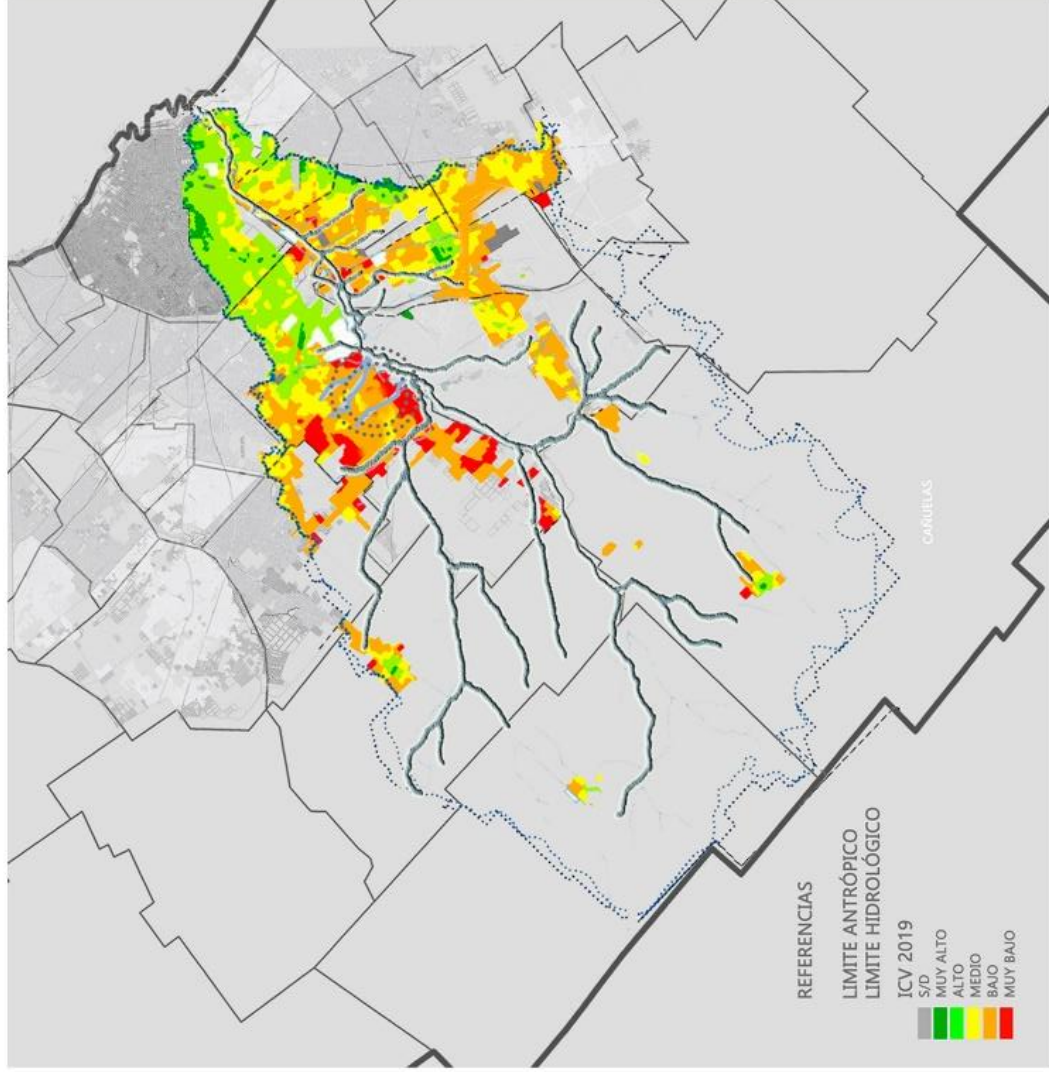 REFERENCIAS
LIMITE ANTRÓPICO
LIMITE HIDROLÓGICO
ICV 2019
S/D
MUY ALTO
ALTO
MEDIO
BAJO
MUY BAJO
CAÑUELAS